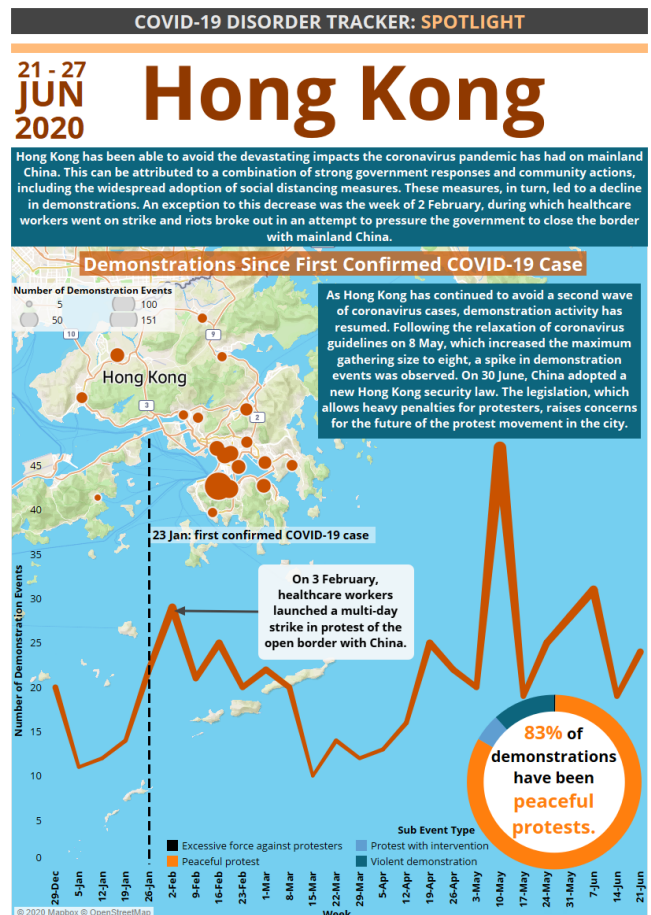 COVID-19 DISORDER TRACKER: SPOTLIGHT
21 - 27
JUN
2020
Hong Kong
Hong Kong has been able to avoid the devastating impacts the coronavirus pandemic has had on mainland
China. This can be attributed to a combination of strong government responses and community actions,
including the widespread adoption of social distancing measures. These measures, in turn, led to a decline
in demonstrations. An exception to this decrease was the week of 2 February, during which healthcare
workers went on strike and riots broke out in an attempt to pressure the government to close the border
with mainland China.
Demonstrations Since First Confirmed COVID-19 Case
Number of Demonstration Events
5
100
50
151
10
9
Hong Kong
3
2
As Hong Kong has continued to avoid a second wave
of coronavirus cases, demonstration activity has
resumed. Following the relaxation of coronavirus
guidelines on 8 May, which increased the maximum
gathering size to eight, a spike in demonstration
events was observed. On 30 June, China adopted a
new Hong Kong security law. The legislation, which
allows heavy penalties for protesters, raises concerns
for the future of the protest movement in the city.
45
40
35
30
25
20
15
10
5
0
Number of Demonstration Events
23 Jan: first confirmed COVID-19 case
On 3 February,
healthcare workers
launched a multi-day
strike in protest of the
open border with China.
83% of
demonstrations
have been
peaceful
protests.
Sub Event Type
Excessive force against protesters
Protest with intervention
Peaceful protest
Violent demonstration
29-Dec
5-Jan
12-Jan
19-Jan
26-Jan
2-Feb
9-Feb
16-Feb
23-Feb
1-Mar
8-Mar
15-Mar
22-Mar
29-Mar
5-Apr
12-Apr
19-Apr
26-Apr
3-May
10-May
17-May
24-May
31-May
7-Jun
14-Jun
21-Jun
Week
© 2020 Mapbox © OpenStreetMap